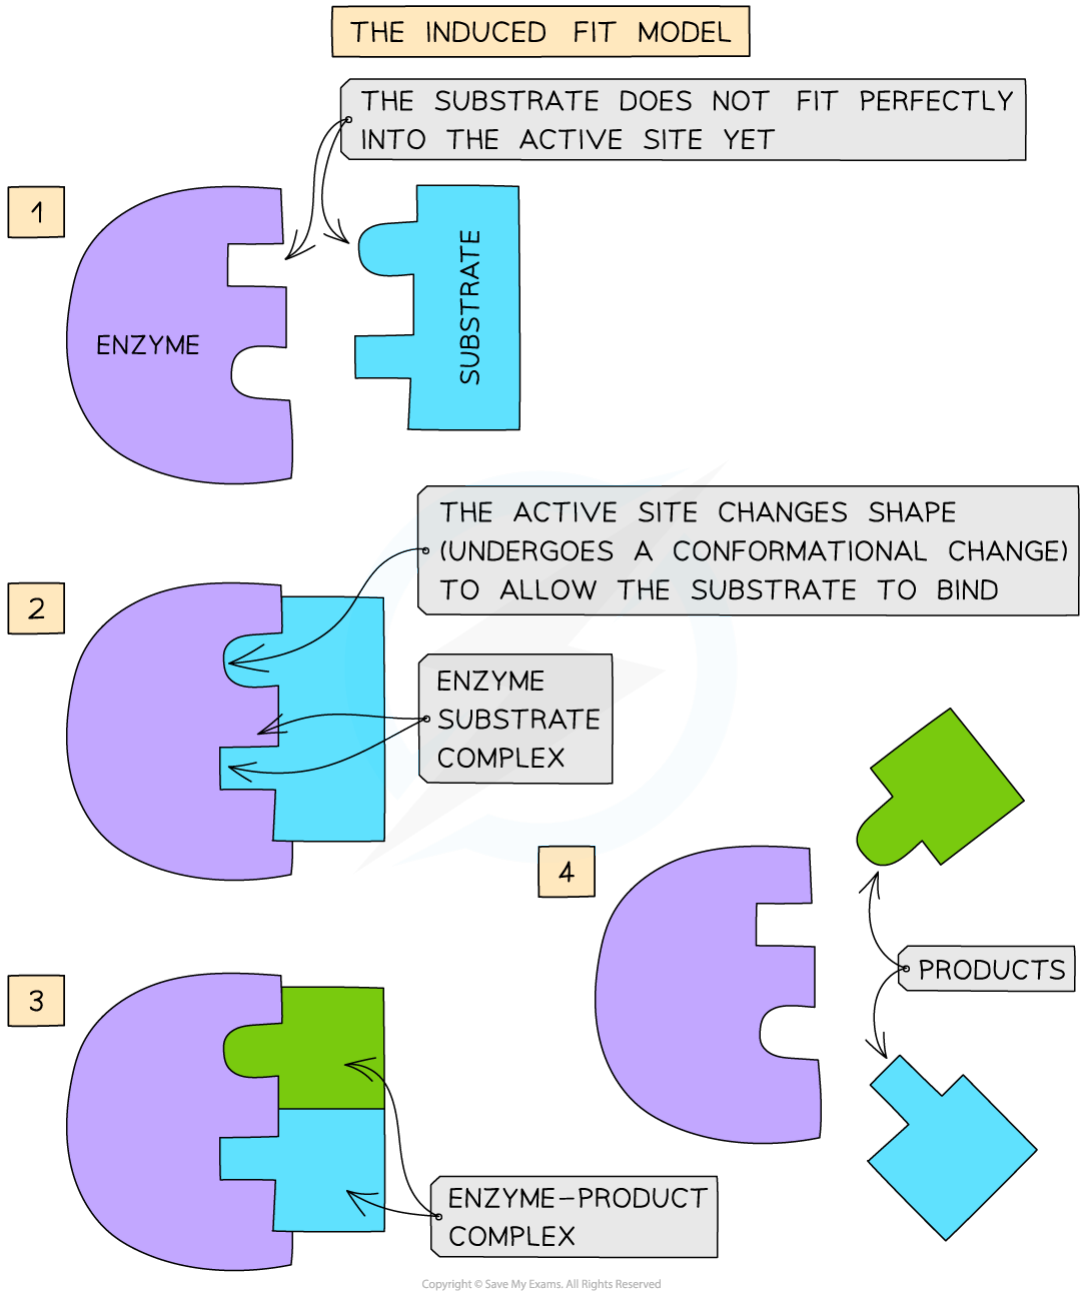 THE INDUCED FIT MODEL
THE SUBSTRATE DOES NOT FIT PERFECTLY
INTO THE ACTIVE SITE YET
1
ENZYME
SUBSTRATE
THE ACTIVE SITE CHANGES SHAPE
(UNDERGOES A CONFORMATIONAL CHANGE)
TO ALLOW THE SUBSTRATE TO BIND
2
ENZYME
SUBSTRATE
COMPLEX
4
PRODUCTS
3
ENZYME-PRODUCT
COMPLEX
Copyright © Save My Exams. All Rights Reserved